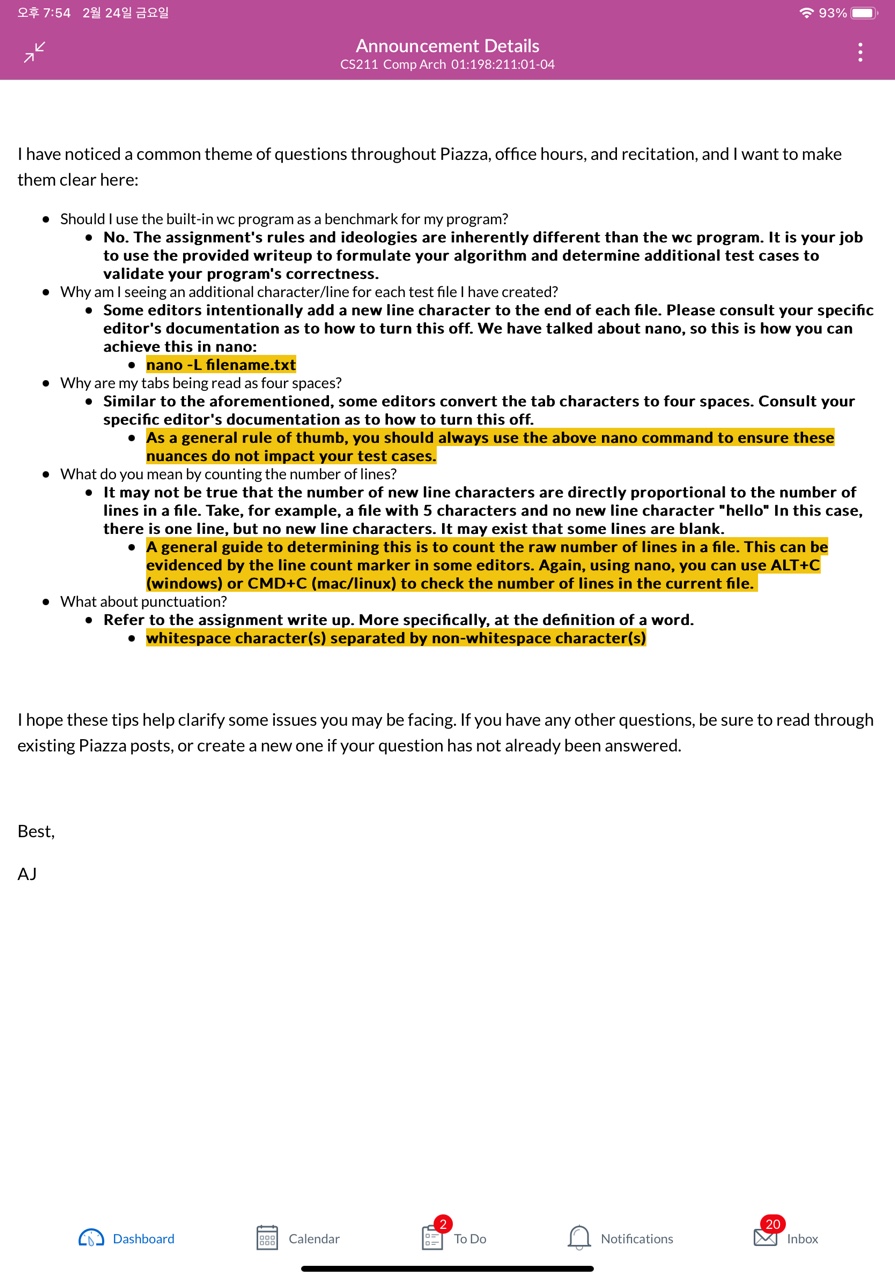 오후 7:54 2월 24일 금요일
93%
Announcement Details
CS211 Comp Arch 01:198:211:01-04
I have noticed a common theme of questions throughout Piazza, office hours, and recitation, and I want to make
them clear here:
Should I use the built-in wc program as a benchmark for my program?
No. The assignment's rules and ideologies are inherently different than the wc program. It is your job
to use the provided writeup to formulate your algorithm and determine additional test cases to
validate your program's correctness.
Why am I seeing an additional character/line for each test file I have created?
Some editors intentionally add a new line character to the end of each file. Please consult your specific
editor's documentation as to how to turn this off. We have talked about nano, so this is how you can
achieve this in nano:
nano -L filename.txt
Why are my tabs being read as four spaces?
Similar to the aforementioned, some editors convert the tab characters to four spaces. Consult your
specific editor's documentation as to how to turn this off.
As a general rule of thumb, you should always use the above nano command to ensure these
nuances do not impact your test cases.
What do you mean by counting the number of lines?
It may not be true that the number of new line characters are directly proportional to the number of
lines in a file. Take, for example, a file with 5 characters and no new line character "hello" In this case,
there is one line, but no new line characters. It may exist that some lines are blank.
A general guide to determining this is to count the raw number of lines in a file. This can be
evidenced by the line count marker in some editors. Again, using nano, you can use ALT+C
(windows) or CMD+C (mac/linux) to check the number of lines in the current file.
What about punctuation?
Refer to the assignment write up. More specifically, at the definition of a word.
whitespace character(s) separated by non-whitespace character(s)
I hope these tips help clarify some issues you may be facing. If you have any other questions, be sure to read through
existing Piazza posts, or create a new one if your question has not already been answered.
Best,
AJ
Dashboard
Calendar
2
To Do
Notifications
20
Inbox